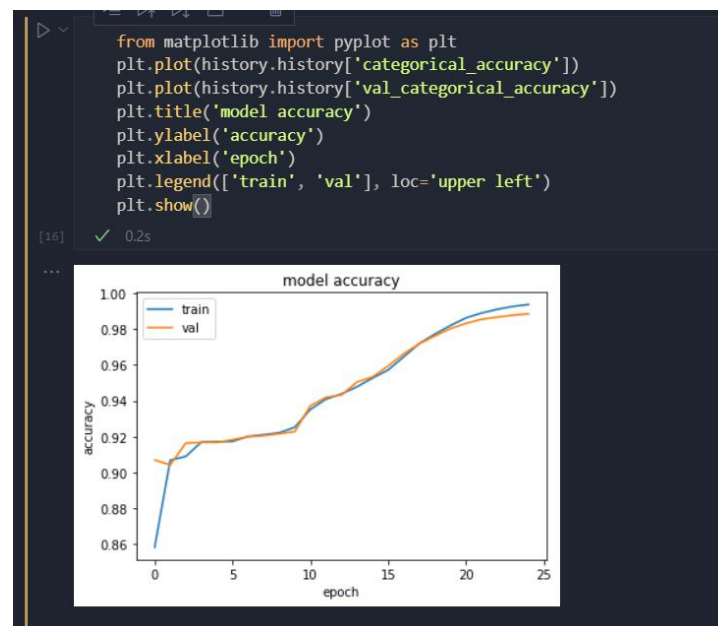 from matplotlib import pyplot as plt
plt.plot(history.history['categorical_accuracy'])
plt.plot(history.history['val_categorical_accuracy'])
plt.title('model accuracy')
plt.ylabel('accuracy')
plt.xlabel('epoch')
plt.legend(['train', 'val'], loc='upper left')
plt.show()
[16]
0.2s
...
model accuracy
1.00
train
val
0.98
0.96
0.94
0.92
0.90
0.88
0.86
accuracy
0 5 10 15 20 25
epoch